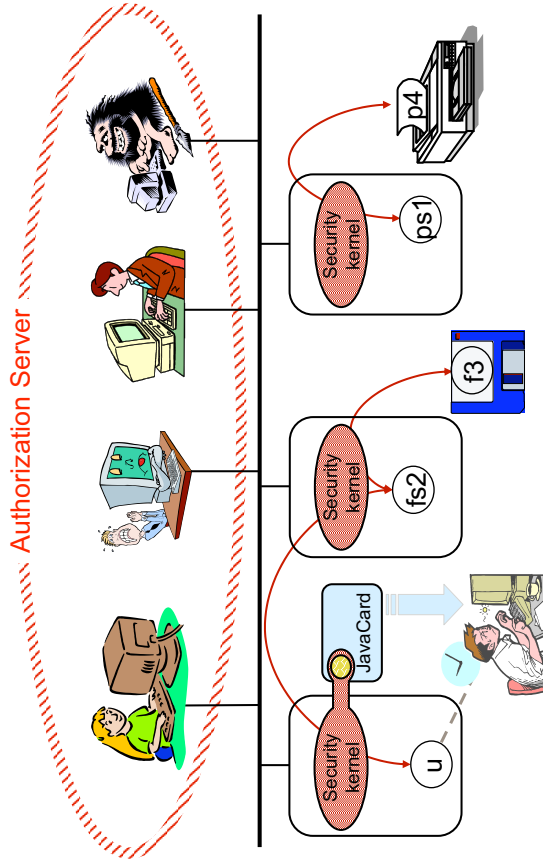 Authorization Server
Security
kernel
u
JavaCard
Security
kernel
fs2
f3
Security
kernel
ps1
p4